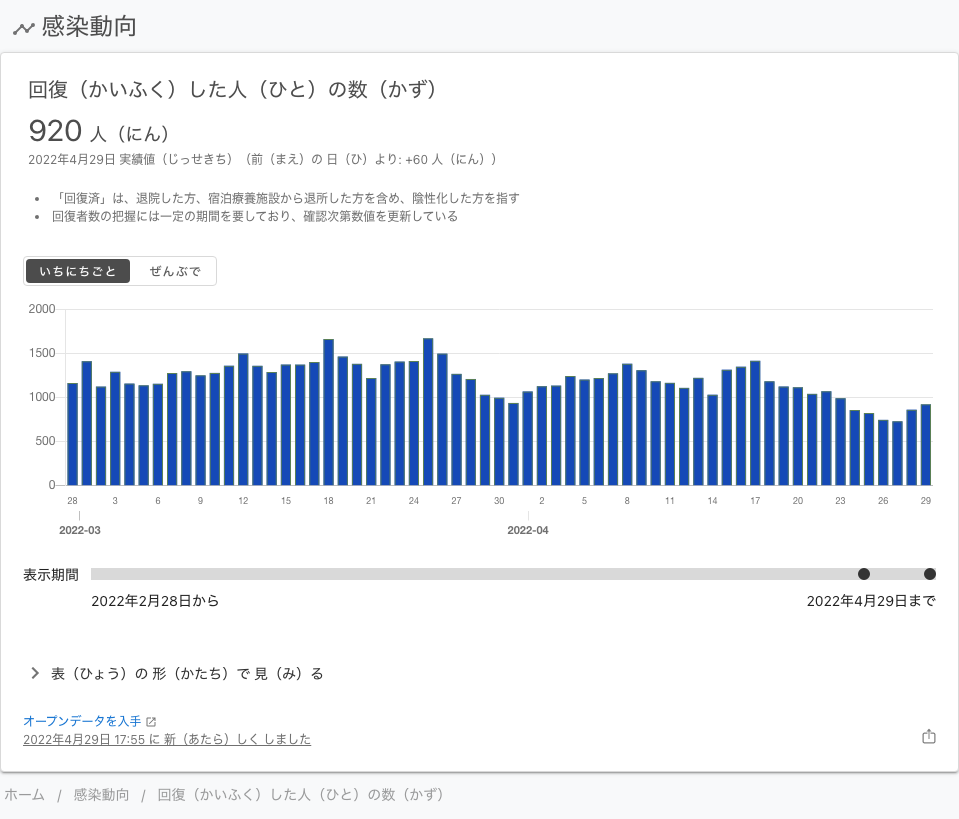 感染動向
回復（かいふく）した人（ひと）の数（かず）
920 人（にん）
2022年4月29日 実績値（じっせきち）（前（まえ）の 日（ひ）より: +60 人（にん））
• 「回復済」は、退院した方、宿泊療養施設から退所した方を含め、陰性化した方を指す
• 回復者数の把握には一定の期間を要しており、確認次第数値を更新している
いちにちごと ぜんぶで
2000
1500
1000
500
0
28 3 6 9 12 15 18 21 24 27 30 2 5 8 11 14 17 20 23 26 29
2022-03 2022-04
表示期間
2022年2月28日から 2022年4月29日まで
表（ひょう）の 形（かたち）で 見（み）る
オープンデータを入手
2022年4月29日 17:55 に 新（あたら）しく しました
ホーム / 感染動向 / 回復（かいふく）した人（ひと）の数（かず）